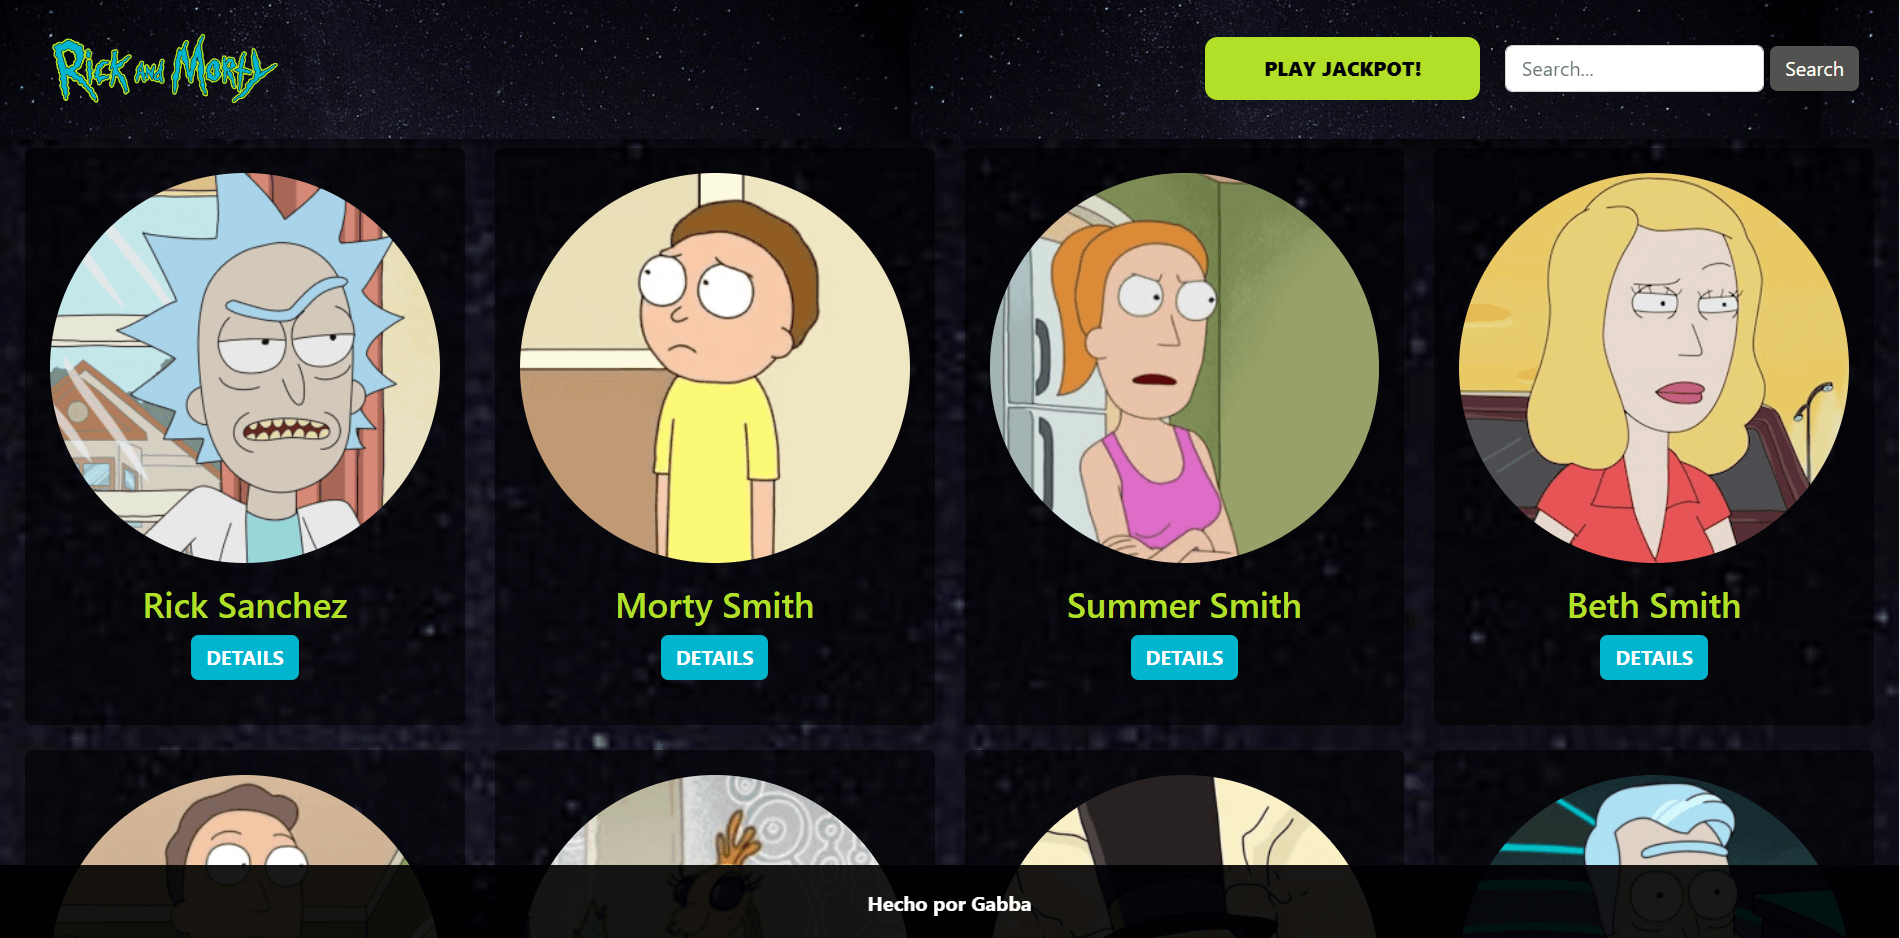 Rick and Morty
PLAY JACKPOT!
Search...
Search
Rick Sanchez
Morty Smith
Summer Smith
Beth Smith
DETAILS
DETAILS
DETAILS
DETAILS
Hecho por Gabba